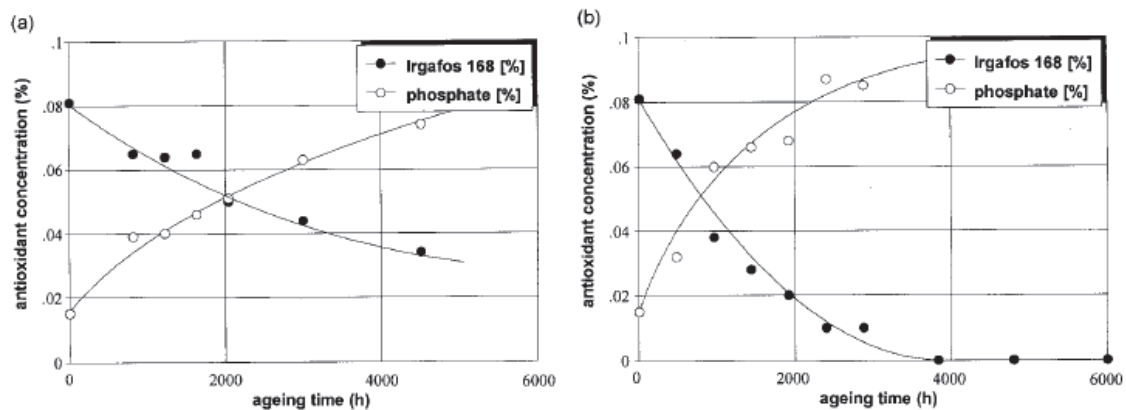 (a)
.1
.08
.06
.04
.02
0
antioxidant concentration (%)
Irgafos 168 [%]
phosphate [%]
0
2000
4000
6000
ageing time (h)
(b)
.1
.08
.06
.04
.02
0
antioxidant concentration (%)
Irgafos 168 [%]
phosphate [%]
0
2000
4000
6000
ageing time (h)